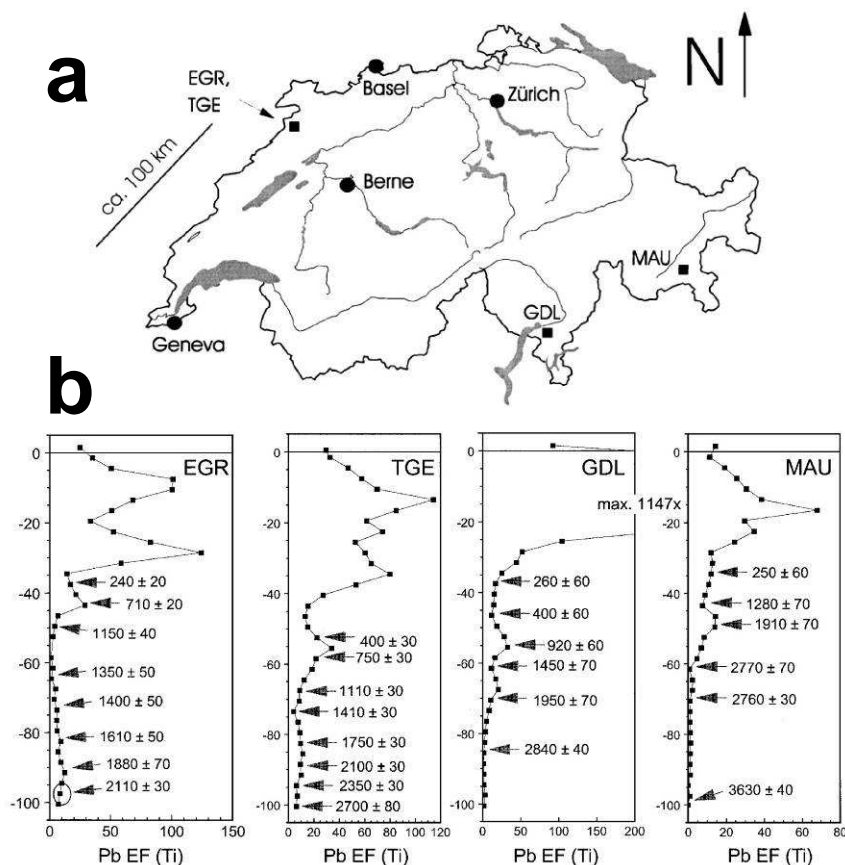 a
N
EGR,
TGE
Basel
Zürich
ca. 100 km
Berne
MAU
GDL
Geneva
b
EGR
0
-20
-40
-60
-80
-100
240 ± 20
710 ± 20
1150 ± 40
1350 ± 50
1400 ± 50
1610 ± 50
1880 ± 70
2110 ± 30
0 50 100 150
Pb EF (Ti)
TGE
0
-20
-40
-60
-80
-100
400 ± 30
750 ± 30
1110 ± 30
1410 ± 30
1750 ± 30
2100 ± 30
2350 ± 30
2700 ± 80
0 20 40 60 80 100 120
Pb EF (Ti)
GDL
0
-20
-40
-60
-80
-100
max. 1147x
260 ± 60
400 ± 60
920 ± 60
1450 ± 70
1950 ± 70
2840 ± 40
0 50 100 150 200
Pb EF (Ti)
MAU
0
-20
-40
-60
-80
-100
250 ± 60
1280 ± 70
1910 ± 70
2770 ± 70
2760 ± 30
3630 ± 40
0 20 40 60 80
Pb EF (Ti)